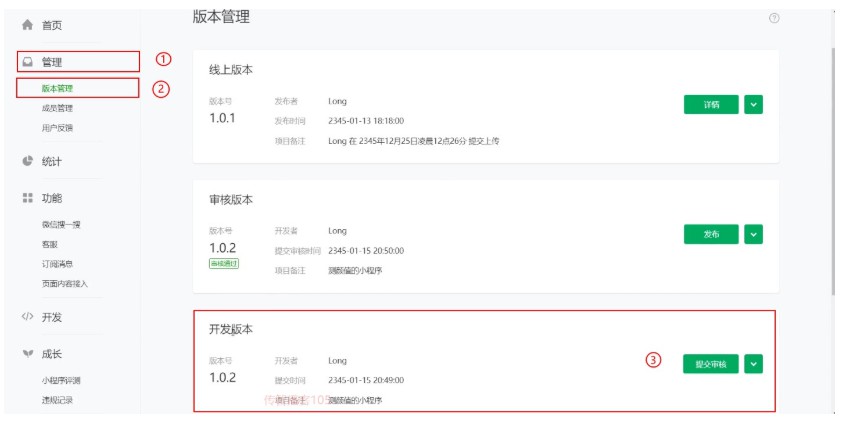 首页
版本管理
管理
①
版本管理
②
成员管理
用户反馈
统计
功能
微信搜一搜
客服
订阅消息
页面内容接入
开发
成长
小程序评测
违规记录
线上版本
版本号
1.0.1
发布者 Long
发布时间 2345-01-13 18:18:00
项目备注 Long 在 2345年12月25日凌晨12点26分 提交上传
详情
审核版本
版本号
1.0.2
审核通过
开发者 Long
提交审核时间 2345-01-15 20:50:00
项目备注 测颜值的小程序
发布
开发版本
版本号
1.0.2
开发者 Long
提交时间 2345-01-15 20:49:00
项目备注 测颜值的小程序
③
提交审核